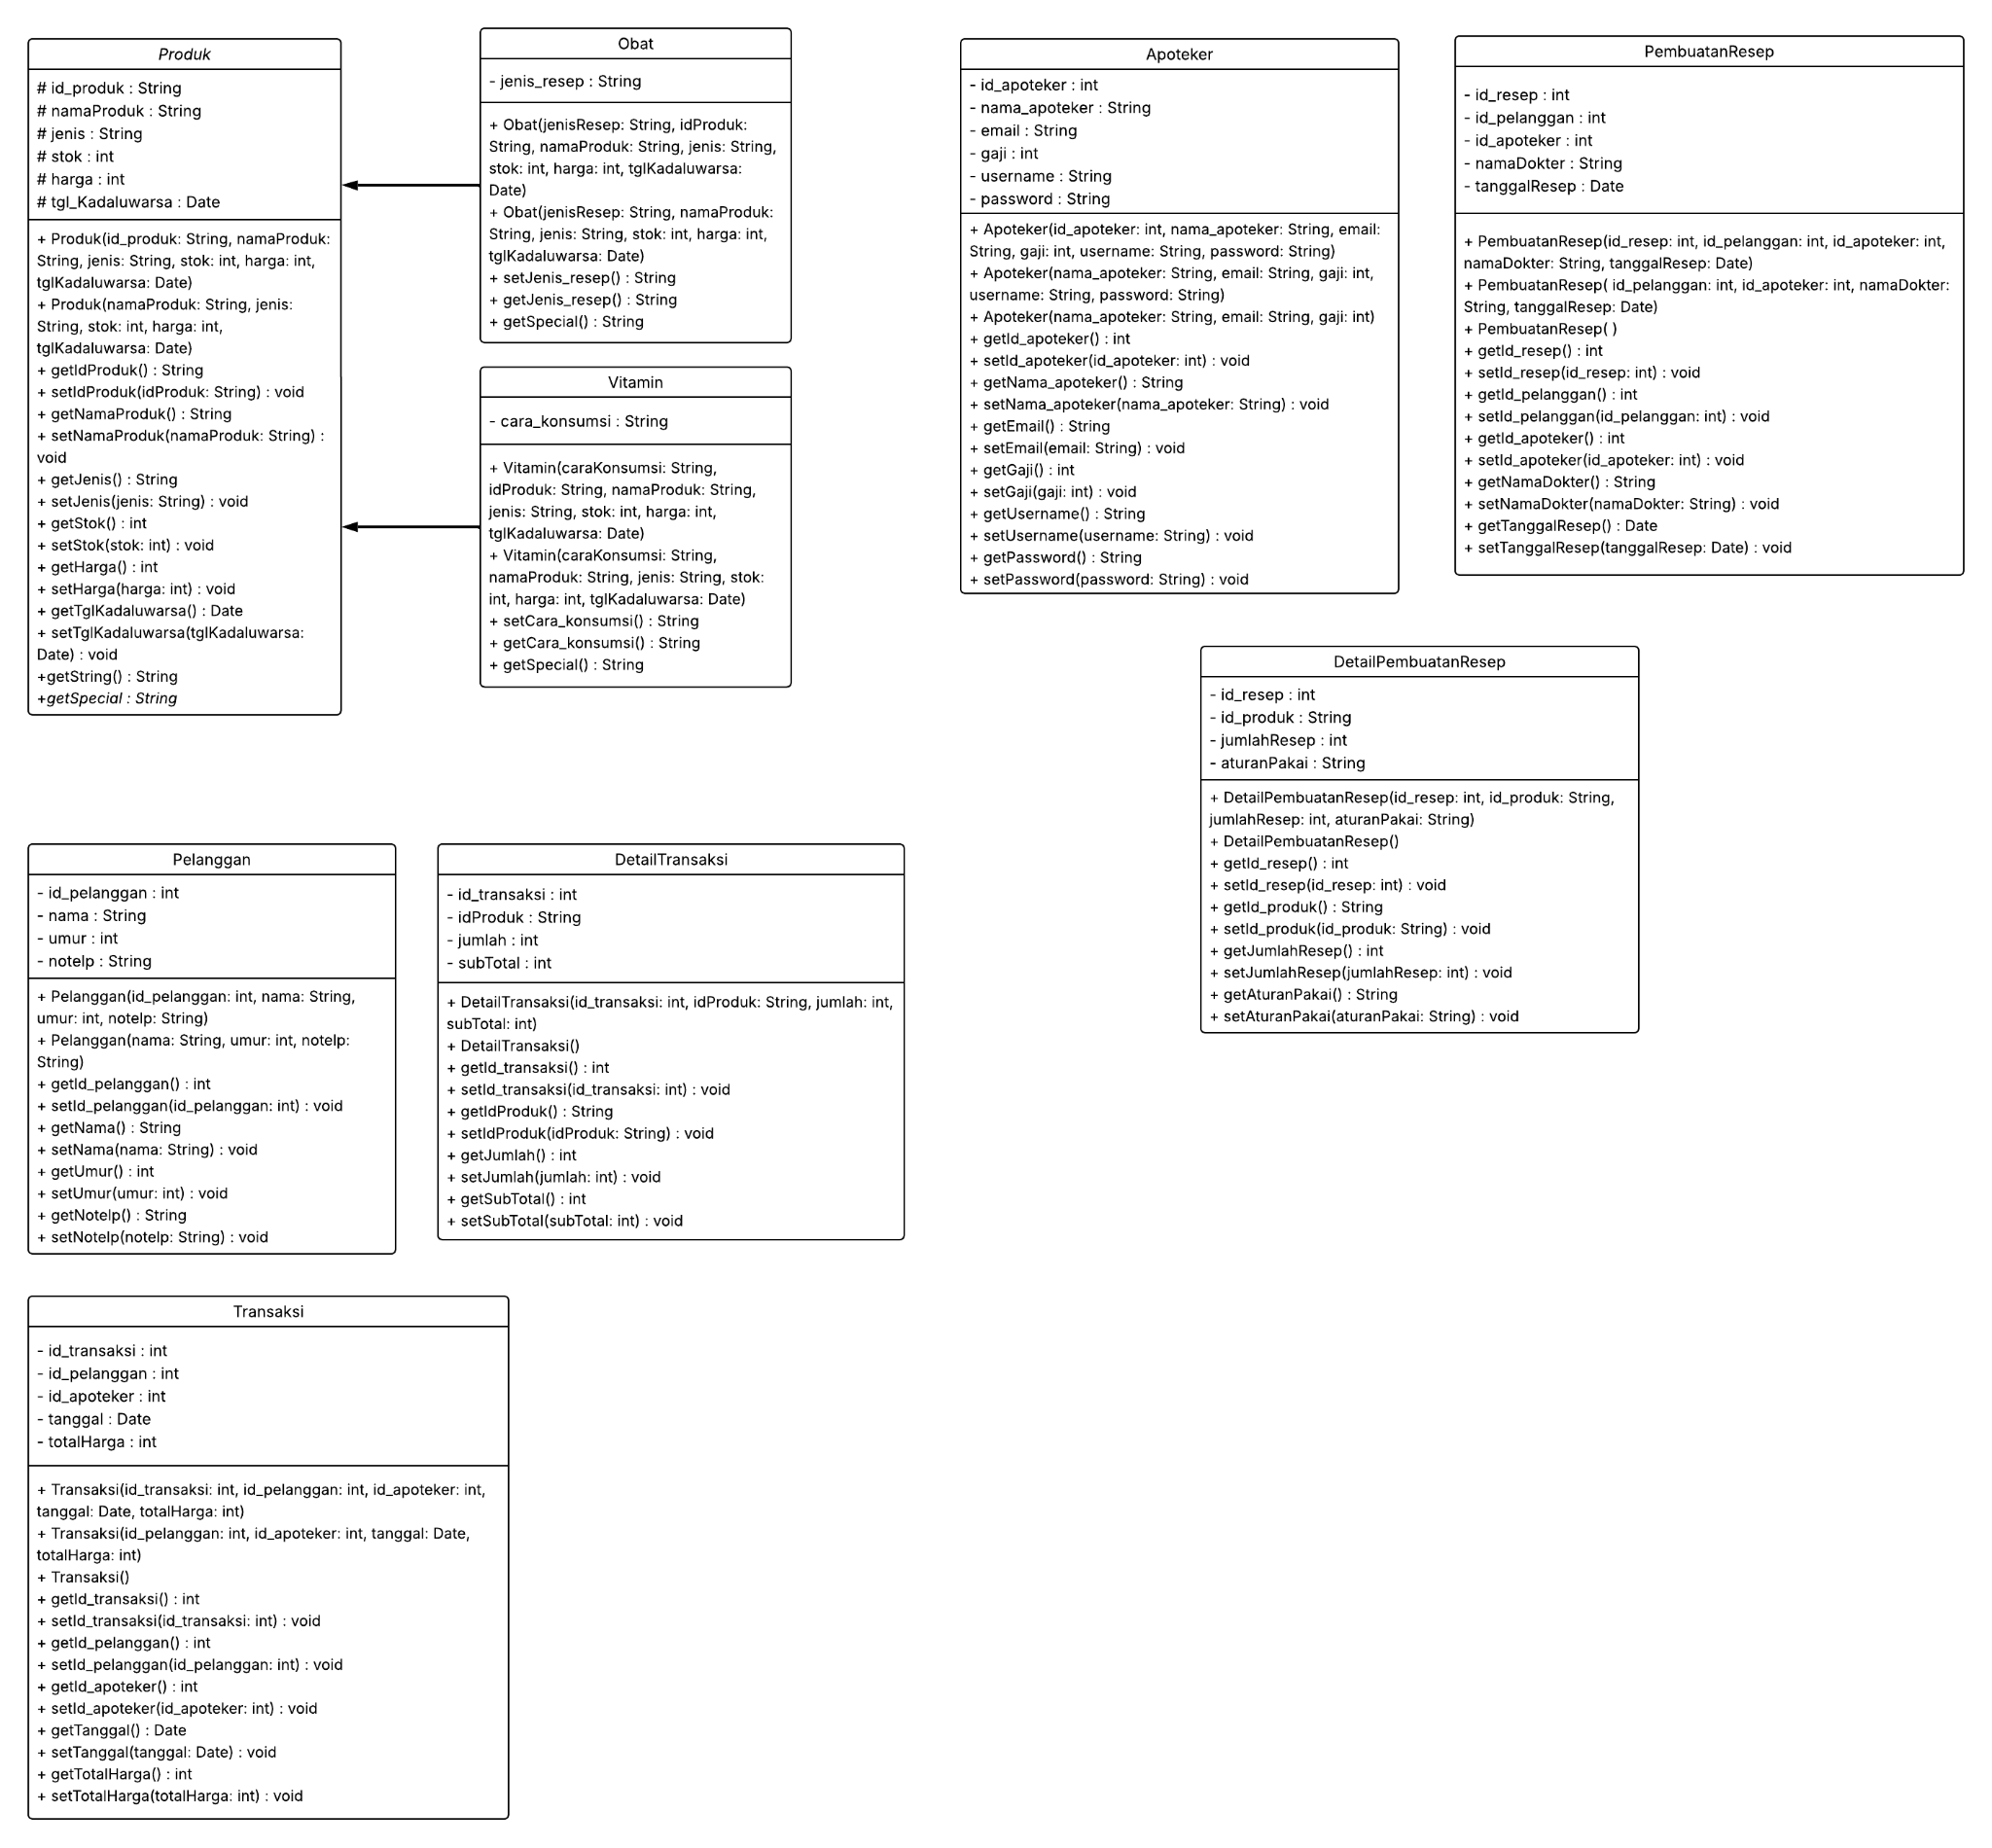 Produk
# id_produk : String
# namaProduk : String
# jenis : String
# stok : int
# harga : int
# tgl_Kadaluwarsa : Date
+ Produk(id_produk: String, namaProduk:
String, jenis: String, stok: int, harga: int,
tglKadaluwarsa: Date)
+ Produk(namaProduk: String, jenis:
String, stok: int, harga: int,
tglKadaluwarsa: Date)
+ getIdProduk() : String
+ setIdProduk(idProduk: String) : void
+ getNamaProduk() : String
+ setNamaProduk(namaProduk: String) :
void
+ getJenis() : String
+ setJenis(jenis: String) : void
+ getStok() : int
+ setStok(stok: int) : void
+ getHarga() : int
+ setHarga(harga: int) : void
+ getTglKadaluwarsa() : Date
+ setTglKadaluwarsa(tglKadaluwarsa:
Date) : void
+getString() : String
+getSpecial : String
Obat
- jenis_resep : String
+ Obat(jenisResep: String, idProduk:
String, namaProduk: String, jenis: String,
stok: int, harga: int, tglKadaluwarsa:
Date)
+ Obat(jenisResep: String, namaProduk:
String, jenis: String, stok: int, harga: int,
tglKadaluwarsa: Date)
+ setJenis_resep() : String
+ getJenis_resep() : String
+ getSpecial() : String
Vitamin
- cara_konsumsi : String
+ Vitamin(caraKonsumsi: String,
idProduk: String, namaProduk: String,
jenis: String, stok: int, harga: int,
tglKadaluwarsa: Date)
+ Vitamin(caraKonsumsi: String,
namaProduk: String, jenis: String, stok:
int, harga: int, tglKadaluwarsa: Date)
+ setCara_konsumsi() : String
+ getCara_konsumsi() : String
+ getSpecial() : String
Apoteker
- id_apoteker : int
- nama_apoteker : String
- email : String
- gaji : int
- username : String
- password : String
+ Apoteker(id_apoteker: int, nama_apoteker: String, email:
String, gaji: int, username: String, password: String)
+ Apoteker(nama_apoteker: String, email: String, gaji: int,
username: String, password: String)
+ Apoteker(nama_apoteker: String, email: String, gaji: int)
+ getId_apoteker() : int
+ setId_apoteker(id_apoteker: int) : void
+ getNama_apoteker() : String
+ setNama_apoteker(nama_apoteker: String) : void
+ getEmail() : String
+ setEmail(email: String) : void
+ getGaji() : int
+ setGaji(gaji: int) : void
+ getUsername() : String
+ setUsername(username: String) : void
+ getPassword() : String
+ setPassword(password: String) : void
PembuatanResep
- id_resep : int
- id_pelanggan : int
- id_apoteker : int
- namaDokter : String
- tanggalResep : Date
+ PembuatanResep(id_resep: int, id_pelanggan: int, id_apoteker: int,
namaDokter: String, tanggalResep: Date)
+ PembuatanResep( id_pelanggan: int, id_apoteker: int, namaDokter:
String, tanggalResep: Date)
+ PembuatanResep( )
+ getId_resep() : int
+ setId_resep(id_resep: int) : void
+ getId_pelanggan() : int
+ setId_pelanggan(id_pelanggan: int) : void
+ getId_apoteker() : int
+ setId_apoteker(id_apoteker: int) : void
+ getNamaDokter() : String
+ setNamaDokter(namaDokter: String) : void
+ getTanggalResep() : Date
+ setTanggalResep(tanggalResep: Date) : void
DetailPembuatanResep
- id_resep : int
- id_produk : String
- jumlahResep : int
- aturanPakai : String
+ DetailPembuatanResep(id_resep: int, id_produk: String,
jumlahResep: int, aturanPakai: String)
+ DetailPembuatanResep()
+ getId_resep() : int
+ setId_resep(id_resep: int) : void
+ getId_produk() : String
+ setId_produk(id_produk: String) : void
+ getJumlahResep() : int
+ setJumlahResep(jumlahResep: int) : void
+ getAturanPakai() : String
+ setAturanPakai(aturanPakai: String) : void
Pelanggan
- id_pelanggan : int
- nama : String
- umur : int
- notelp : String
+ Pelanggan(id_pelanggan: int, nama: String,
umur: int, notelp: String)
+ Pelanggan(nama: String, umur: int, notelp:
String)
+ getId_pelanggan() : int
+ setId_pelanggan(id_pelanggan: int) : void
+ getNama() : String
+ setNama(nama: String) : void
+ getUmur() : int
+ setUmur(umur: int) : void
+ getNotelp() : String
+ setNotelp(notelp: String) : void
DetailTransaksi
- id_transaksi : int
- idProduk : String
- jumlah : int
- subTotal : int
+ DetailTransaksi(id_transaksi: int, idProduk: String, jumlah: int,
subTotal: int)
+ DetailTransaksi()
+ getId_transaksi() : int
+ setId_transaksi(id_transaksi: int) : void
+ getIdProduk() : String
+ setIdProduk(idProduk: String) : void
+ getJumlah() : int
+ setJumlah(jumlah: int) : void
+ getSubTotal() : int
+ setSubTotal(subTotal: int) : void
Transaksi
- id_transaksi : int
- id_pelanggan : int
- id_apoteker : int
- tanggal : Date
- totalHarga : int
+ Transaksi(id_transaksi: int, id_pelanggan: int, id_apoteker: int,
tanggal: Date, totalHarga: int)
+ Transaksi(id_pelanggan: int, id_apoteker: int, tanggal: Date,
totalHarga: int)
+ Transaksi()
+ getId_transaksi() : int
+ setId_transaksi(id_transaksi: int) : void
+ getId_pelanggan() : int
+ setId_pelanggan(id_pelanggan: int) : void
+ getId_apoteker() : int
+ setId_apoteker(id_apoteker: int) : void
+ getTanggal() : Date
+ setTanggal(tanggal: Date) : void
+ getTotalHarga() : int
+ setTotalHarga(totalHarga: int) : void